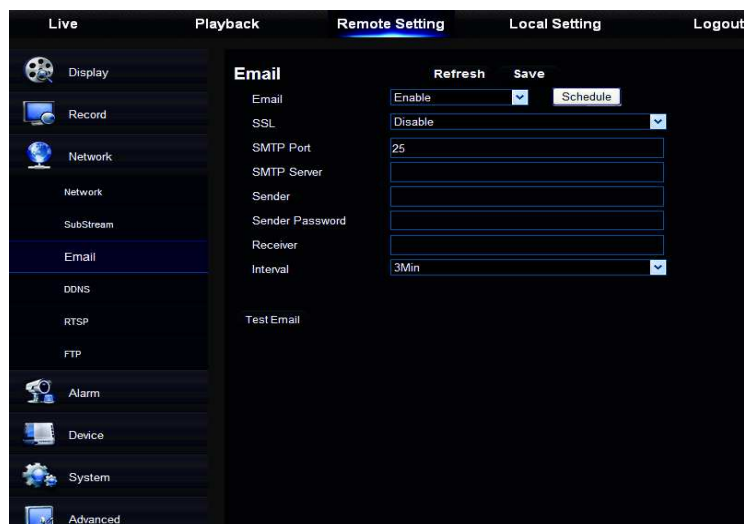 Live Playback Remote Setting Local Setting Logout
Display
Record
Network
Network
SubStream
Email
DDNS
RTSP
FTP
Alarm
Device
System
Advanced
Email Refresh Save
Email Enable Schedule
SSL Disable
SMTP Port 25
SMTP Server
Sender
Sender Password
Receiver
Interval 3Min
Test Email